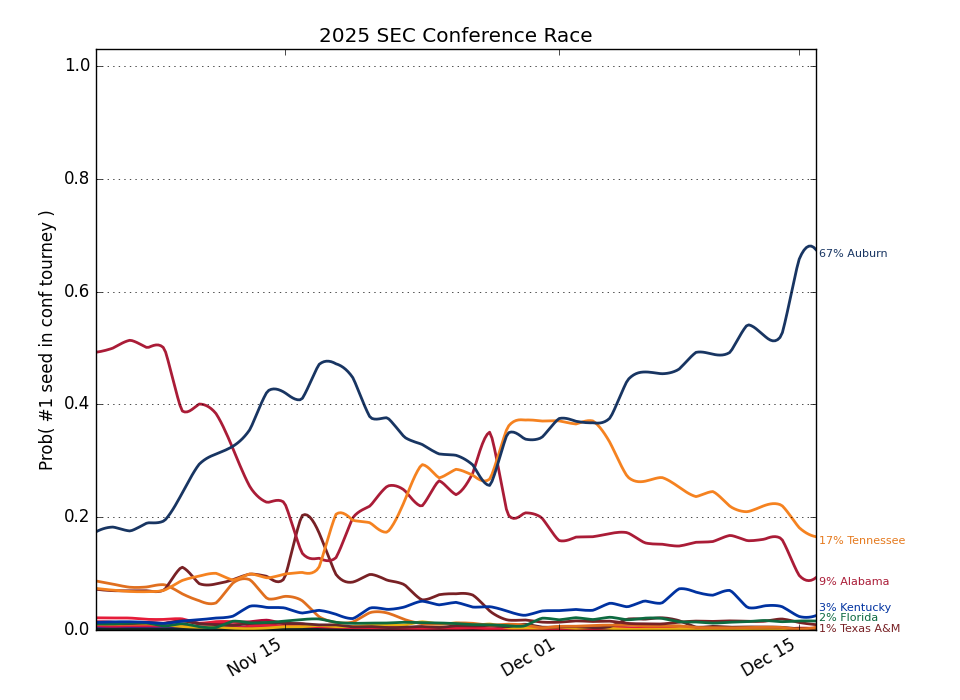 2025 SEC Conference Race
Prob( #1 seed in conf tourney )
1.0
0.8
0.6
0.4
0.2
0.0
Nov 15
Dec 01
Dec 15
67% Auburn
17% Tennessee
9% Alabama
3% Kentucky
2% Florida
1% Texas A&M